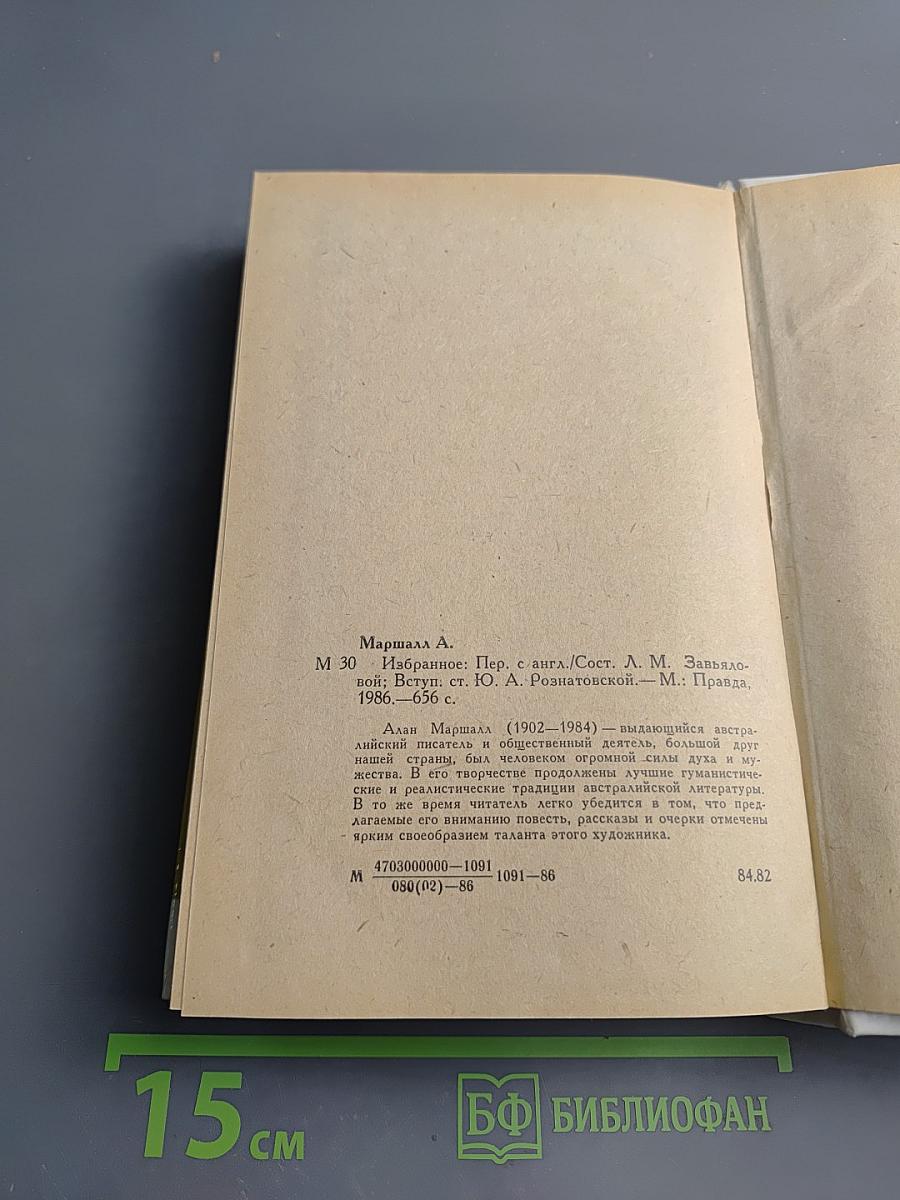 Маршалл А.
М 30 Избранное: Пер. с англ./Сост. Л. М. Завьяло-
вой; Вступ. ст. Ю. А. Рознатовской.— М.: Правда,
1986.—656 с.
Алан Маршалл (1902—1984) — выдающийся австра-
лийский писатель и общественный деятель, большой друг
нашей страны, был человеком огромной силы духа и му-
жества. В его творчестве продолжены лучшие гуманистиче-
ские и реалистические традиции австралийской литературы.
В то же время читатель легко убедится в том, что пред-
лагаемые его вниманию повесть, рассказы и очерки отмечены
ярким своеобразием таланта этого художника.
4703000000—1091
М 1091—86 84.82
080(02)—86
15 см
БФ БИБЛИОФАН